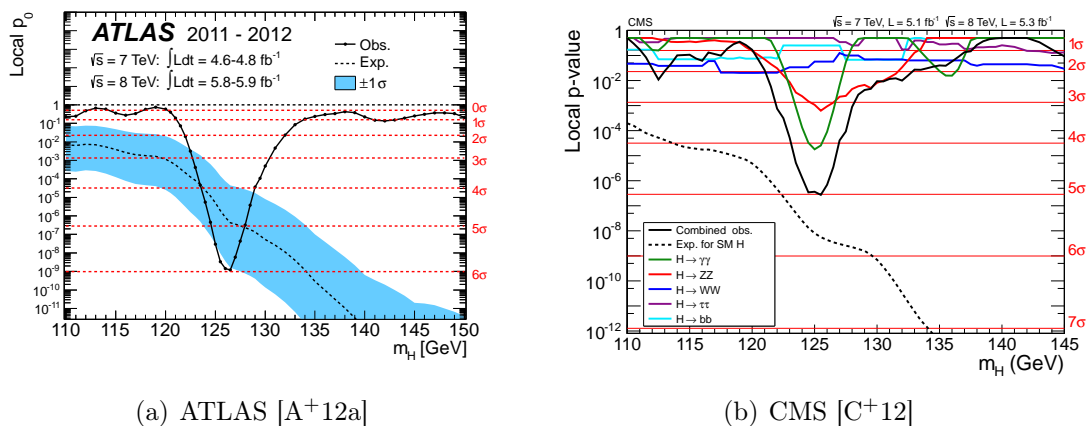 ATLAS 2011 - 2012
√s = 7 TeV: ∫Ldt = 4.6-4.8 fb⁻¹
√s = 8 TeV: ∫Ldt = 5.8-5.9 fb⁻¹
Obs.
Exp.
±1σ
Local p₀
1
10⁻¹
10⁻²
10⁻³
10⁻⁴
10⁻⁵
10⁻⁶
10⁻⁷
10⁻⁸
10⁻⁹
10⁻¹⁰
10⁻¹¹
0σ
1σ
2σ
3σ
4σ
5σ
6σ
110 115 120 125 130 135 140 145 150
m_H [GeV]
(a) ATLAS [A⁺12a]
CMS
√s = 7 TeV, L = 5.1 fb⁻¹ √s = 8 TeV, L = 5.3 fb⁻¹
Local p-value
1
10⁻²
10⁻⁴
10⁻⁶
10⁻⁸
10⁻¹⁰
10⁻¹²
1σ
2σ
3σ
4σ
5σ
6σ
7σ
Combined obs.
Exp. for SM H
H → γγ
H → ZZ
H → WW
H → ττ
H → bb
110 115 120 125 130 135 140 145
m_H (GeV)
(b) CMS [C⁺12]